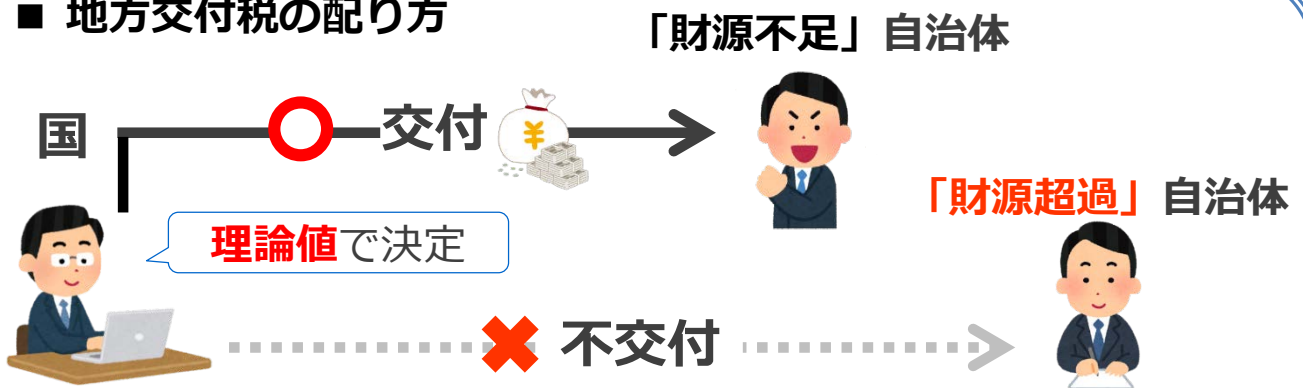 ■ 地方交付税の配り方
「財源不足」自治体
国
交付
¥
「財源超過」自治体
理論値で決定
不交付